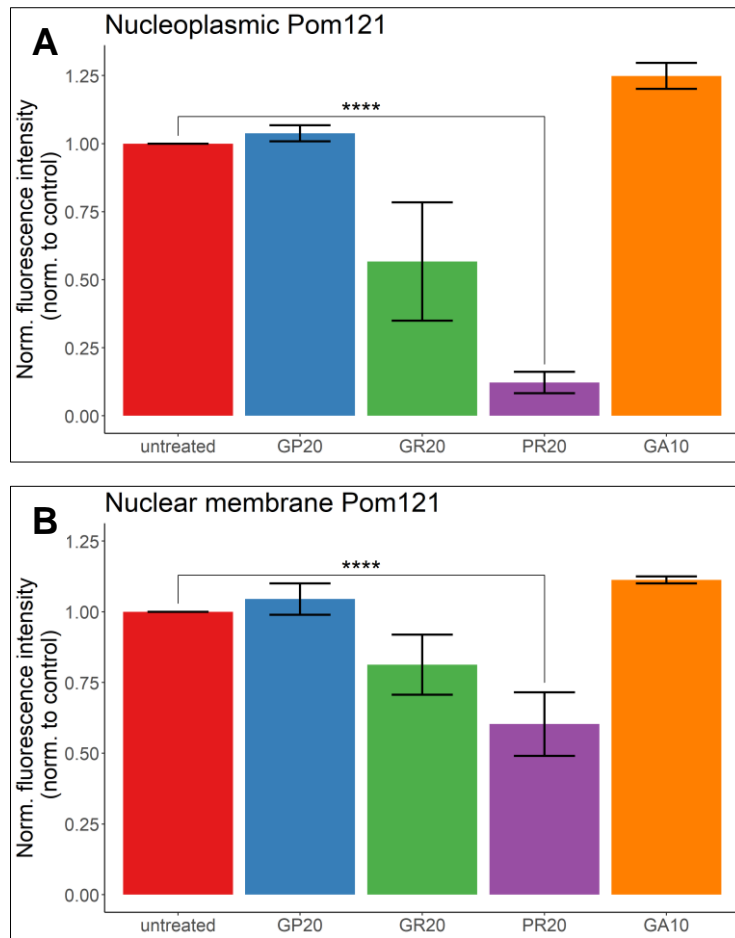 A
Nucleoplasmic Pom121
Norm. fluorescence intensity
(norm. to control)
1.25
1.00
0.75
0.50
0.25
0.00
****
untreated GP20 GR20 PR20 GA10
B
Nuclear membrane Pom121
Norm. fluorescence intensity
(norm. to control)
1.25
1.00
0.75
0.50
0.25
0.00
****
untreated GP20 GR20 PR20 GA10